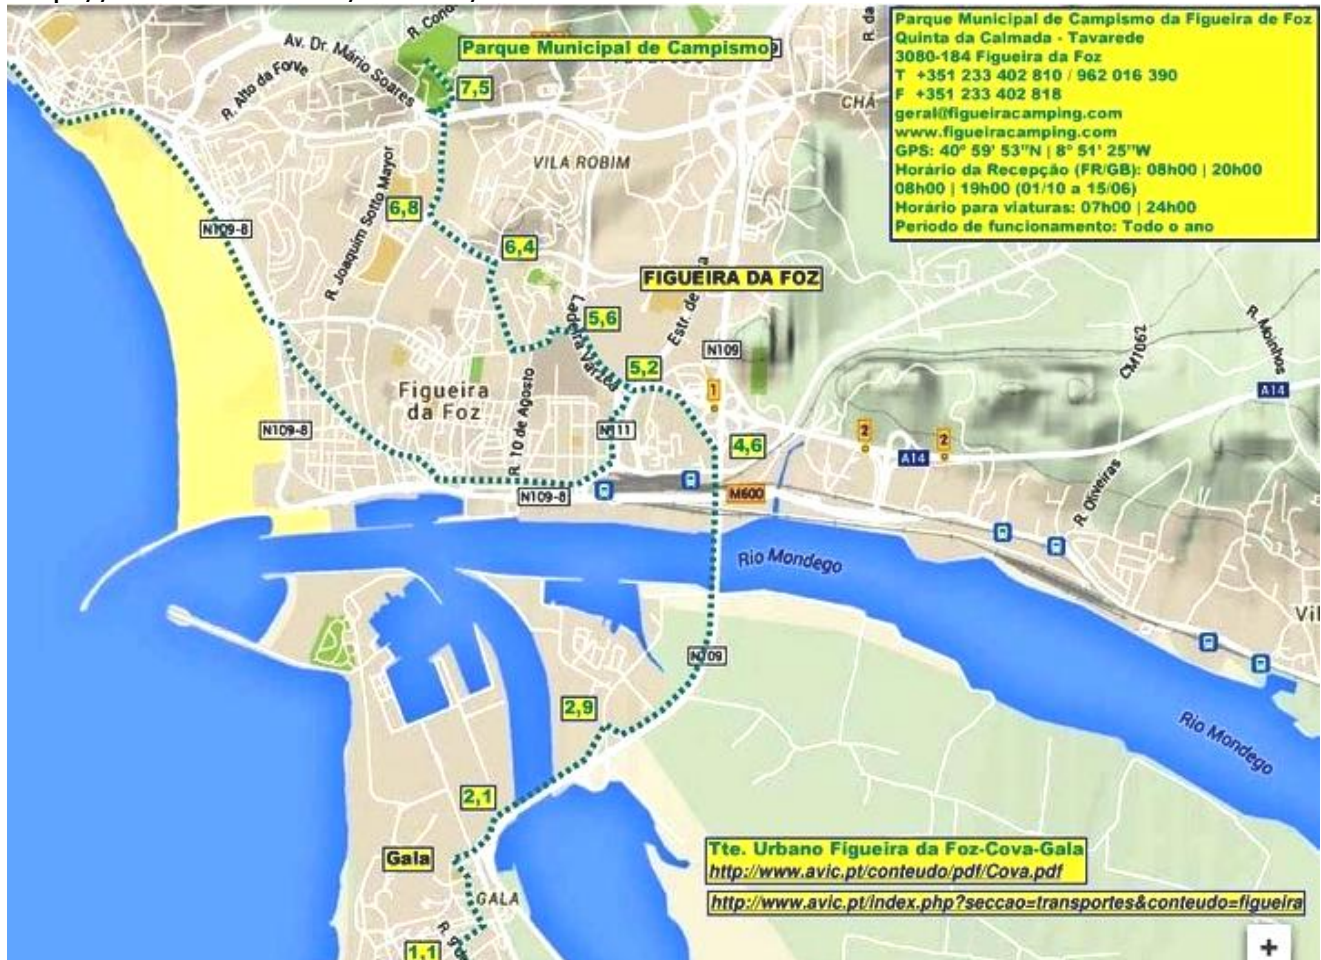 R. Cond
R. da
Av. Dr. Mário Soares
Parque Municipal de Campismo
Parque Municipal de Campismo da Figueira de Foz
Quinta da Calmada - Tavarede
3080-184 Figueira da Foz
T +351 233 402 810 / 962 016 390
F +351 233 402 818
geral@figueiracamping.com
www.figueiracamping.com
GPS: 40º 59' 53"N | 8º 51' 25"W
Horário da Recepção (FR/GB): 08h00 | 20h00
08h00 | 19h00 (01/10 a 15/06)
Horário para viaturas: 07h00 | 24h00
Periodo de funcionamento: Todo o ano
R. Alto da Forve
7,5
CHÃ
VILA ROBIM
R. Joaquim Sotto Mayor
6,8
N109-8
6,4
FIGUEIRA DA FOZ
Estr. de
5,6
Ladeira Várzea
N109
CM1062
R. Moinhos
5,2
1
A14
Figueira
da Foz
R. 10 de Agosto
N109-8
N111
4,6
2
2
A14
N109-8
M600
R. Oliveiras
Rio Mondego
Vil
N109
2,9
Rio Mondego
2,1
Gala
GALA
Tte. Urbano Figueira da Foz-Cova-Gala
http://www.avic.pt/conteudo/pdf/Cova.pdf
http://www.avic.pt/index.php?seccao=transportes&conteudo=figueira
1,1
+